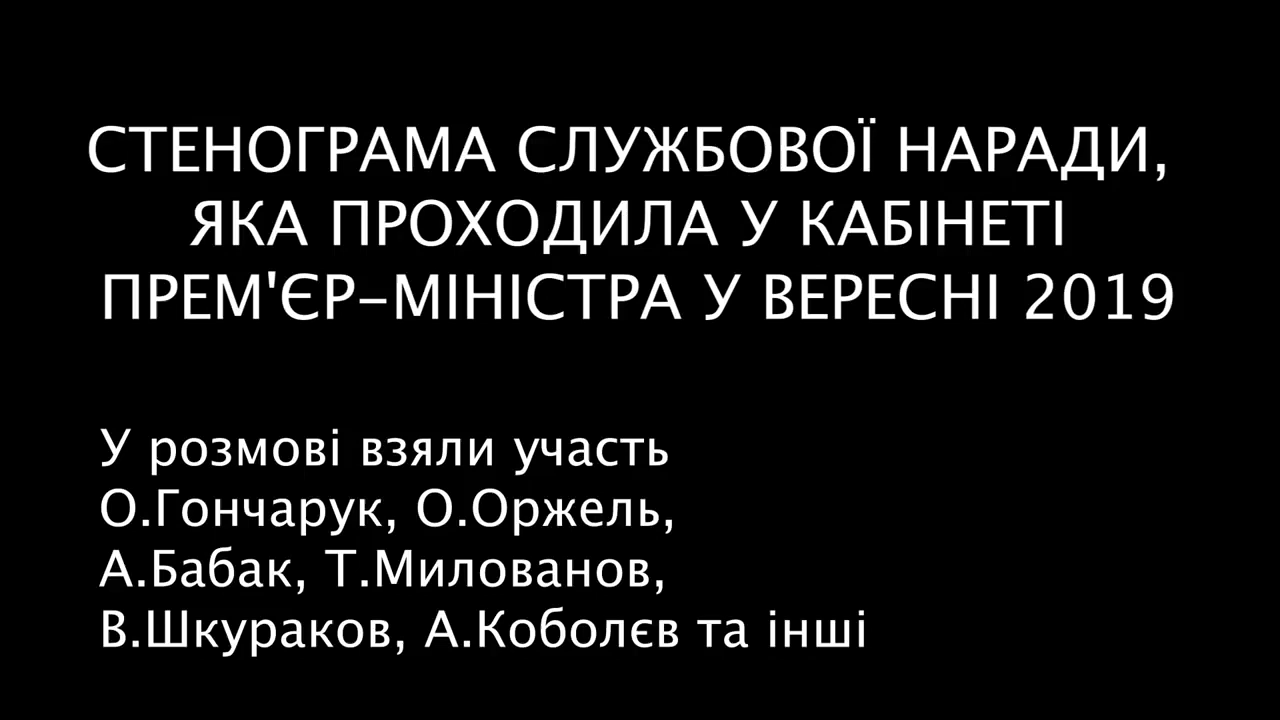 СТЕНОГРАМА СЛУЖБОВОЇ НАРАДИ,
ЯКА ПРОХОДИЛА У КАБІНЕТІ
ПРЕМ'ЄР-МІНІСТРА У ВЕРЕСНІ 2019
У розмові взяли участь
О.Гончарук, О.Оржель,
А.Бабак, Т.Милованов,
В.Шкураков, А.Коболєв та інші